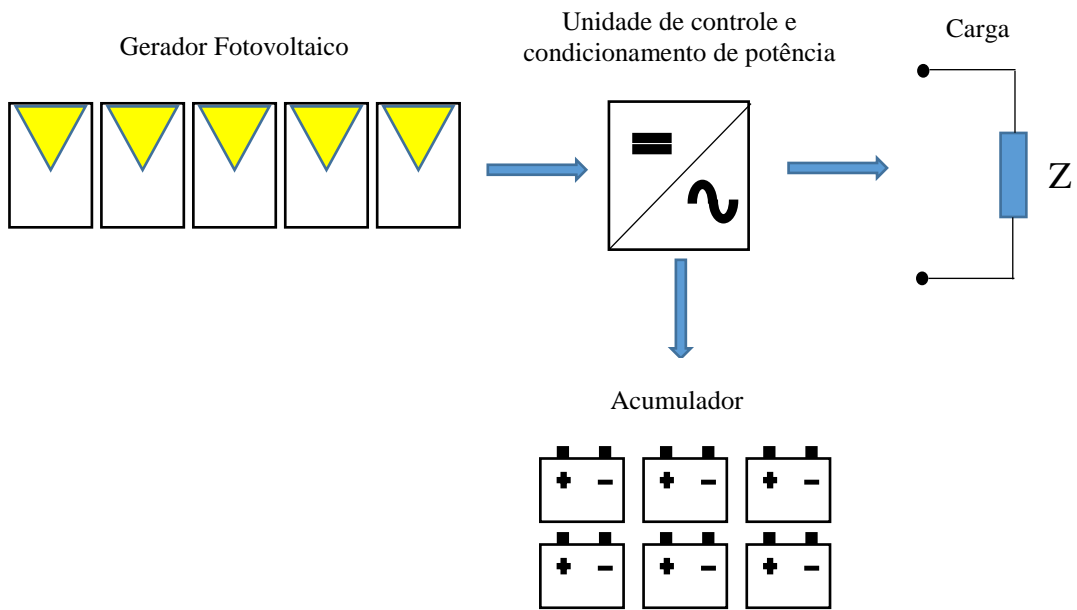 Gerador Fotovoltaico
Unidade de controle e
condicionamento de potência
Carga
Z
Acumulador
+ − + − + −
+ − + − + −